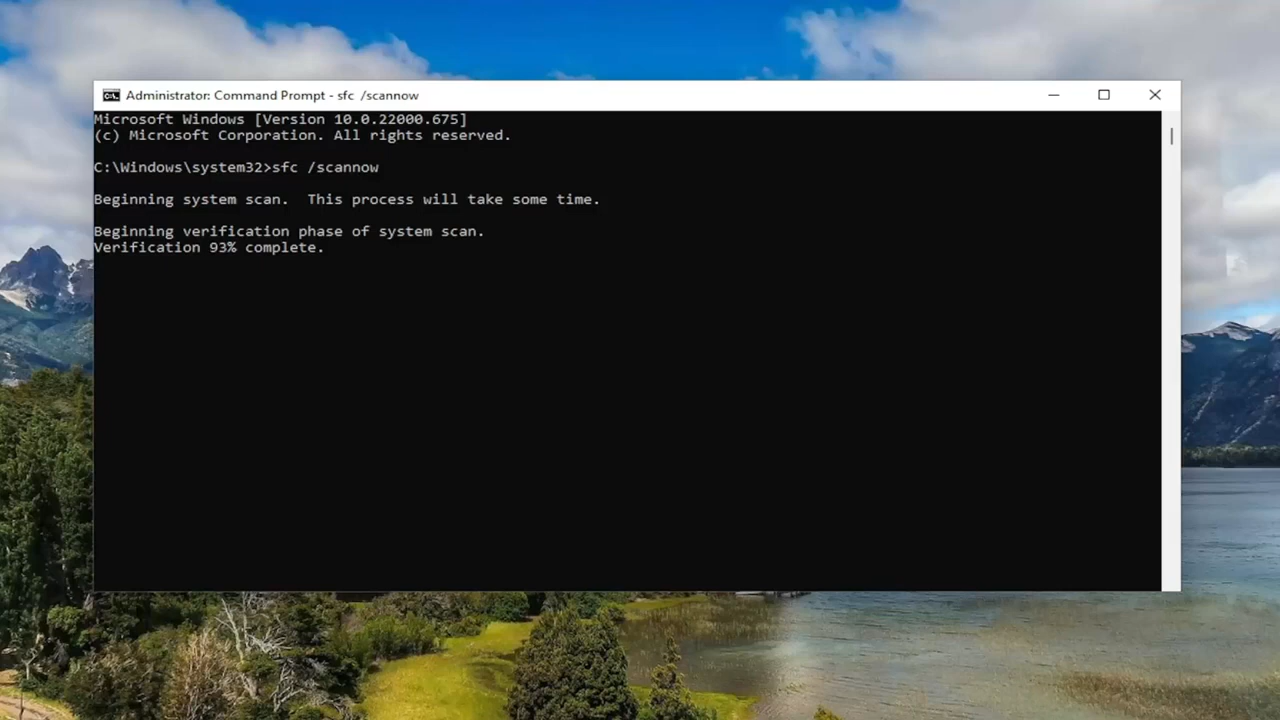 Administrator: Command Prompt - sfc  /scannow
Microsoft Windows [Version 10.0.22000.675]
(c) Microsoft Corporation. All rights reserved.
C:\Windows\system32>sfc /scannow
Beginning system scan.  This process will take some time.
Beginning verification phase of system scan.
Verification 93% complete.